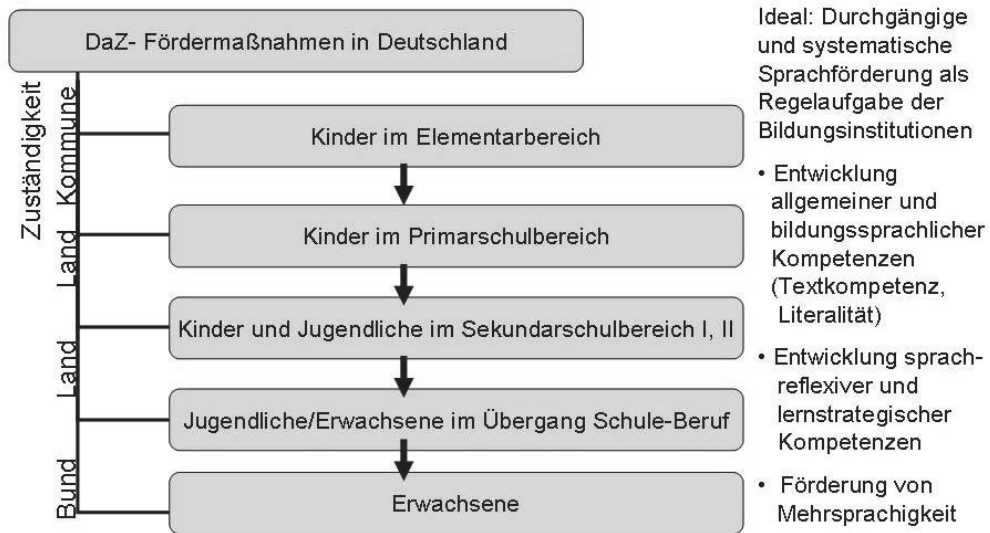 DaZ- Fördermaßnahmen in Deutschland
Zuständigkeit
Kommune
Land
Land
Bund
Kinder im Elementarbereich
Kinder im Primarschulbereich
Kinder und Jugendliche im Sekundarschulbereich I, II
Jugendliche/Erwachsene im Übergang Schule-Beruf
Erwachsene
Ideal: Durchgängige
und systematische
Sprachförderung als
Regelaufgabe der
Bildungsinstitutionen
• Entwicklung
allgemeiner und
bildungssprachlicher
Kompetenzen
(Textkompetenz,
Literalität)
• Entwicklung sprach-
reflexiver und
lernstrategischer
Kompetenzen
• Förderung von
Mehrsprachigkeit